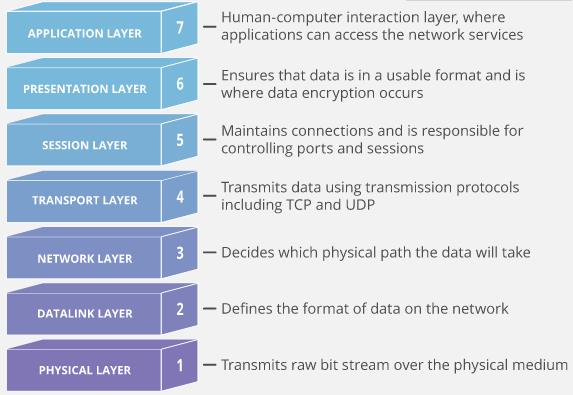 APPLICATION LAYER
7
Human-computer interaction layer, where
applications can access the network services
PRESENTATION LAYER
6
Ensures that data is in a usable format and is
where data encryption occurs
SESSION LAYER
5
Maintains connections and is responsible for
controlling ports and sessions
TRANSPORT LAYER
4
Transmits data using transmission protocols
including TCP and UDP
NETWORK LAYER
3
Decides which physical path the data will take
DATALINK LAYER
2
Defines the format of data on the network
PHYSICAL LAYER
1
Transmits raw bit stream over the physical medium